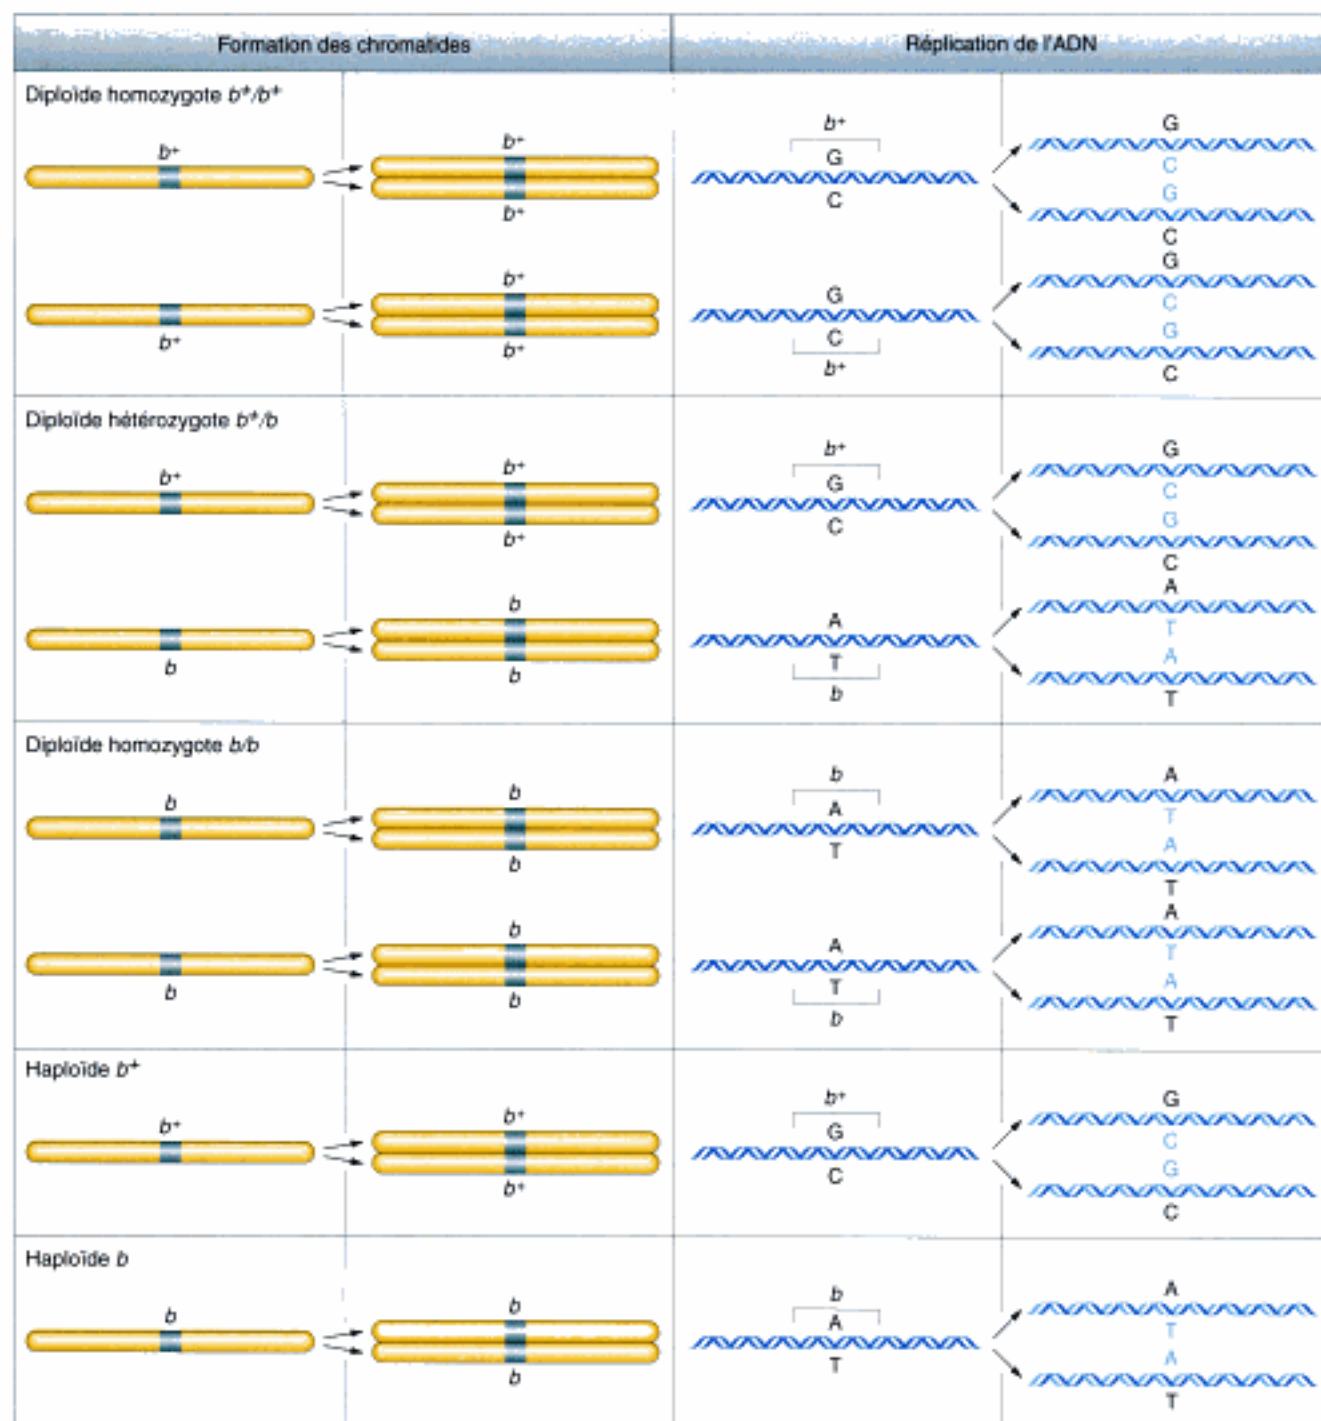 Formation des chromatides
Réplication de l'ADN
Diploïde homozygote b+/b+
b+
b+
b+
b+
G
C
G
C
G
C
b+
b+
b+
b+
G
C
b+
G
C
G
C
Diploïde hétérozygote b+/b
b+
b+
b+
b+
G
C
G
C
G
C
b
b
b
A
T
b
A
T
A
T
Diploïde homozygote b/b
b
b
b
b
A
T
A
T
A
T
b
b
b
A
T
b
A
T
A
T
Haploïde b+
b+
b+
b+
b+
G
C
G
C
G
C
Haploïde b
b
b
b
b
A
T
A
T
A
T